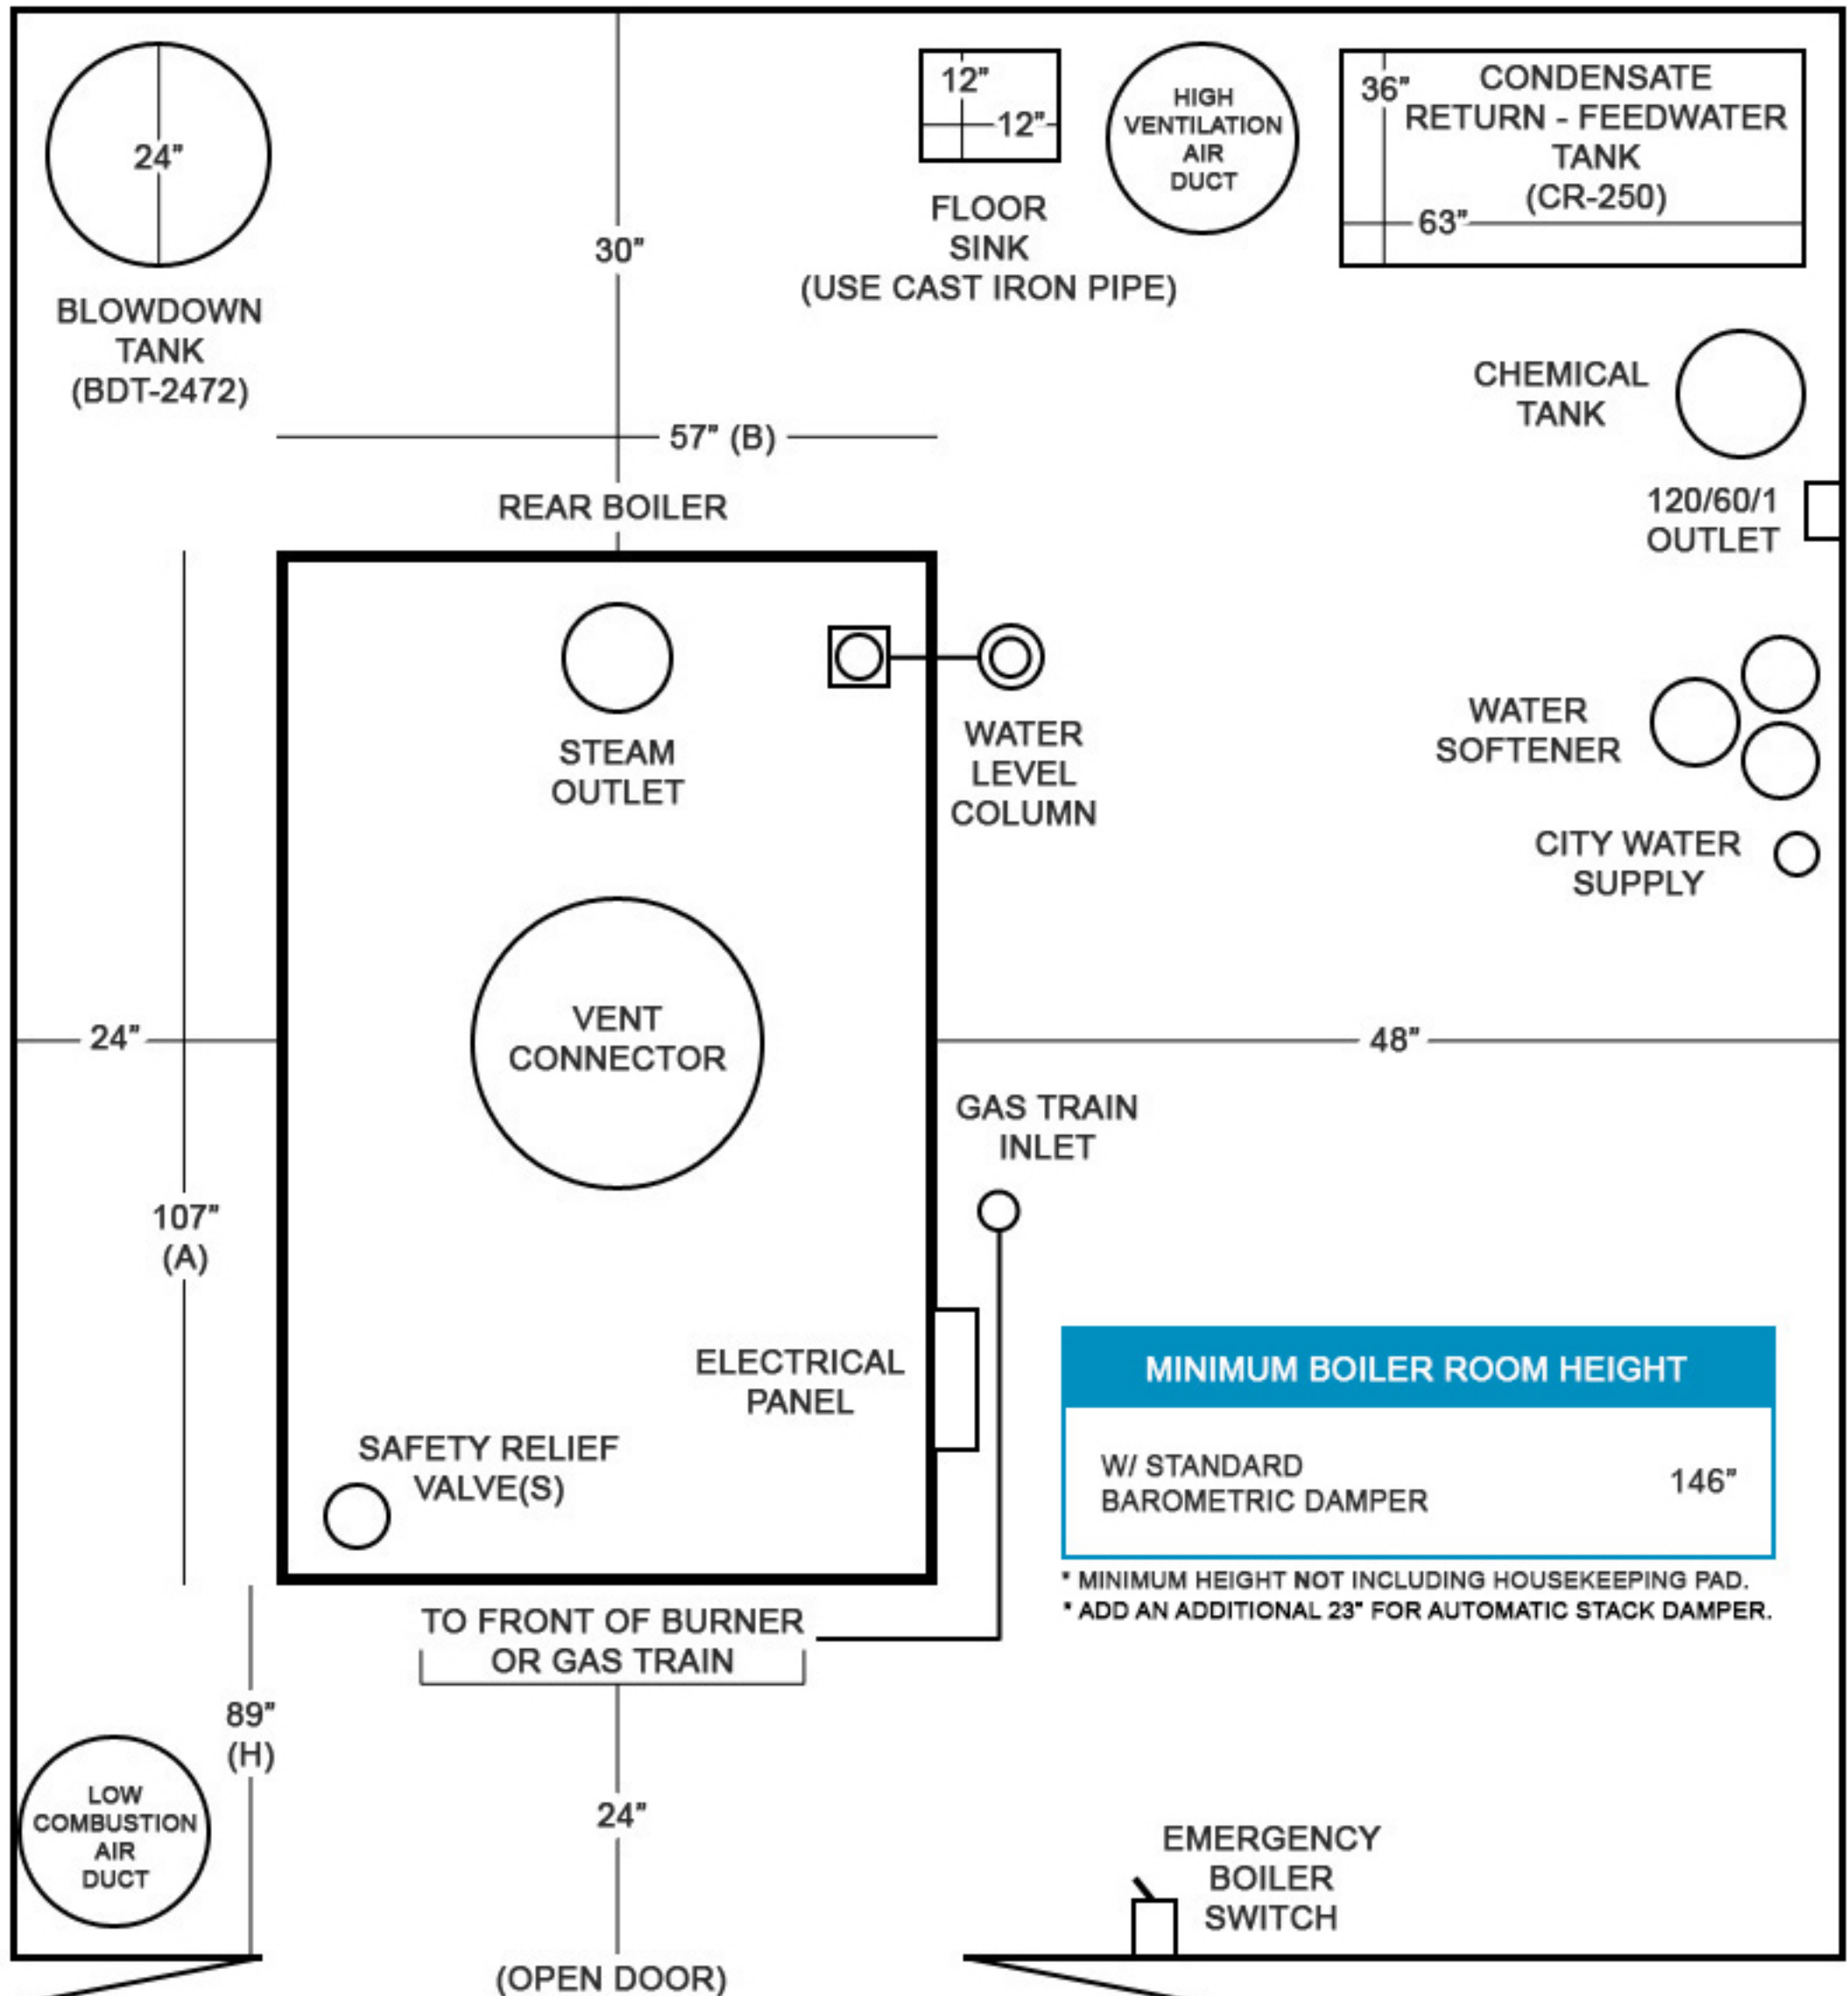 24”
BLOWDOWN
TANK
(BDT-2472)
30”
12”
12”
FLOOR
SINK
(USE CAST IRON PIPE)
HIGH
VENTILATION
AIR
DUCT
36”
CONDENSATE
RETURN - FEEDWATER
TANK
(CR-250)
63”
CHEMICAL
TANK
120/60/1
OUTLET
57” (B)
REAR BOILER
STEAM
OUTLET
WATER
LEVEL
COLUMN
WATER
SOFTENER
CITY WATER
SUPPLY
VENT
CONNECTOR
24”
48”
107”
(A)
GAS TRAIN
INLET
ELECTRICAL
PANEL
SAFETY RELIEF
VALVE(S)
MINIMUM BOILER ROOM HEIGHT
W/ STANDARD
BAROMETRIC DAMPER
146”
* MINIMUM HEIGHT NOT INCLUDING HOUSEKEEPING PAD.
* ADD AN ADDITIONAL 23" FOR AUTOMATIC STACK DAMPER.
TO FRONT OF BURNER
OR GAS TRAIN
89”
(H)
24”
LOW
COMBUSTION
AIR
DUCT
EMERGENCY
BOILER
SWITCH
(OPEN DOOR)